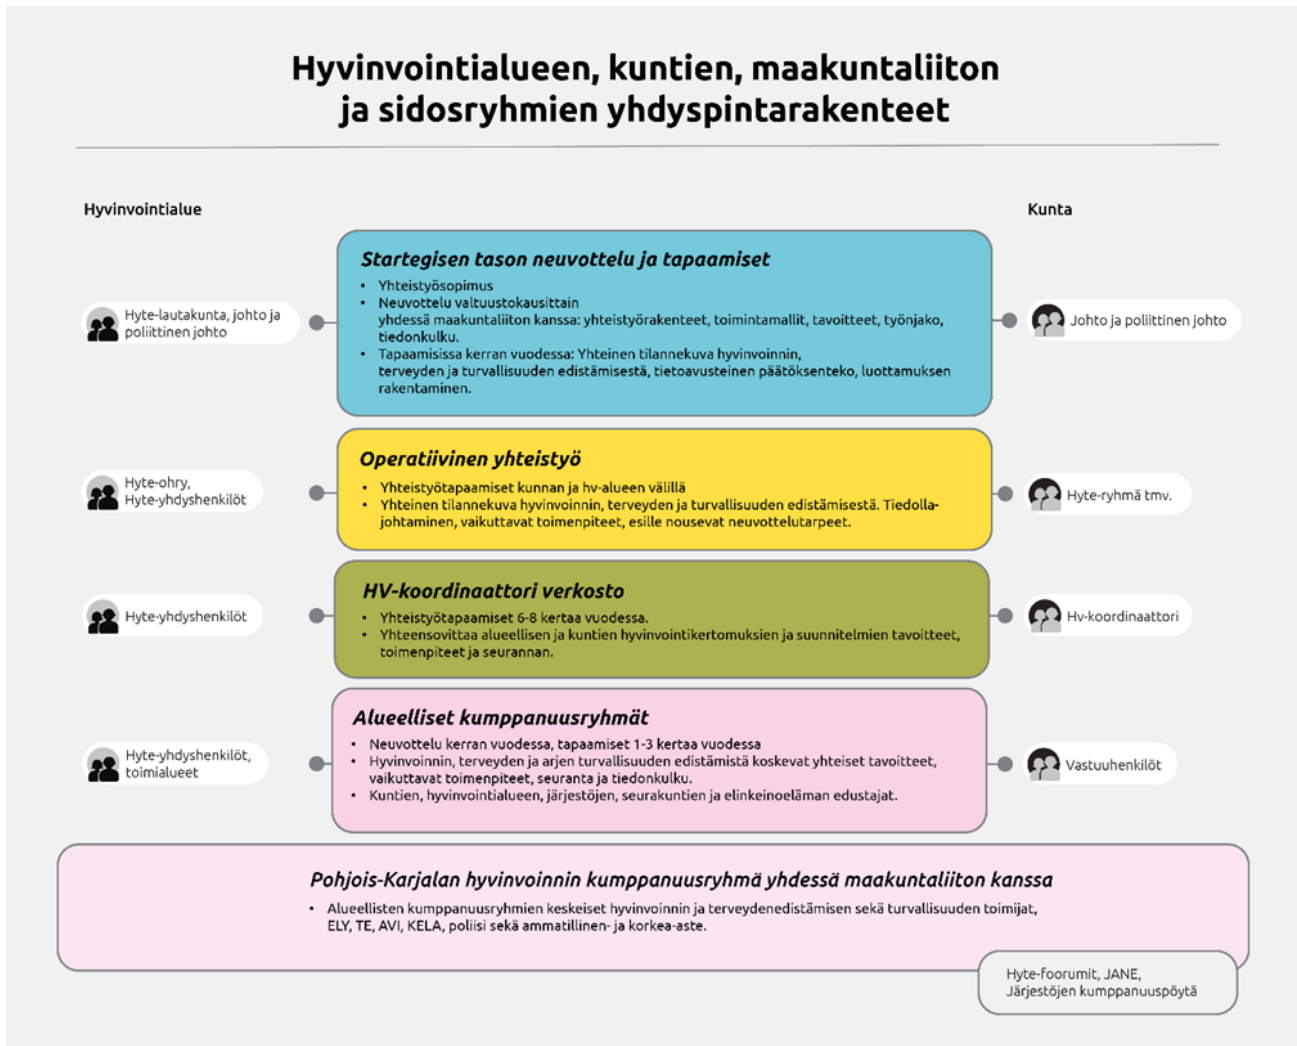 Hyvinvointialueen, kuntien, maakuntaliiton
ja sidosryhmien yhdyspintarakenteet
Hyvinvointialue
Kunta
Startegisen tason neuvottelu ja tapaamiset
• Yhteistyösopimus
• Neuvottelu valtuustokausittain
yhdessä maakuntaliiton kanssa: yhteistyörakenteet, toimintamallit, tavoitteet, työnjako,
tiedonkulku.
• Tapaamisissa kerran vuodessa: Yhteinen tilannekuva hyvinvoinnin,
terveyden ja turvallisuuden edistämisestä, tietoavusteinen päätöksenteko, luottamuksen
rakentaminen.
Hyte-lautakunta, johto ja
poliittinen johto
Johto ja poliittinen johto
Operatiivinen yhteistyö
• Yhteistyötapaamiset kunnan ja hv-alueen välillä
• Yhteinen tilannekuva hyvinvoinnin, terveyden ja turvallisuuden edistämisestä. Tiedolla-
johtaminen, vaikuttavat toimenpiteet, esille nousevat neuvottelutarpeet.
Hyte-ohry,
Hyte-yhdyshenkilöt
Hyte-ryhmä tmv.
HV-koordinaattori verkosto
• Yhteistyötapaamiset 6-8 kertaa vuodessa.
• Yhteensovittaa alueellisen ja kuntien hyvinvointikertomuksien ja suunnitelmien tavoitteet,
toimenpiteet ja seurannan.
Hyte-yhdyshenkilöt
Hv-koordinaattori
Alueelliset kumppanuusryhmät
• Neuvottelu kerran vuodessa, tapaamiset 1-3 kertaa vuodessa
• Hyvinvoinnin, terveyden ja arjen turvallisuuden edistämistä koskevat yhteiset tavoitteet,
vaikuttavat toimenpiteet, seuranta ja tiedonkulku.
• Kuntien, hyvinvointialueen, järjestöjen, seurakuntien ja elinkeinoelämän edustajat.
Hyte-yhdyshenkilöt,
toimialueet
Vastuuhenkilöt
Pohjois-Karjalan hyvinvoinnin kumppanuusryhmä yhdessä maakuntaliiton kanssa
• Alueellisten kumppanuusryhmien keskeiset hyvinvoinnin ja terveydenedistämisen sekä turvallisuuden toimijat,
ELY, TE, AVI, KELA, poliisi sekä ammatillinen- ja korkea-aste.
Hyte-foorumit, JANE,
Järjestöjen kumppanuuspöytä